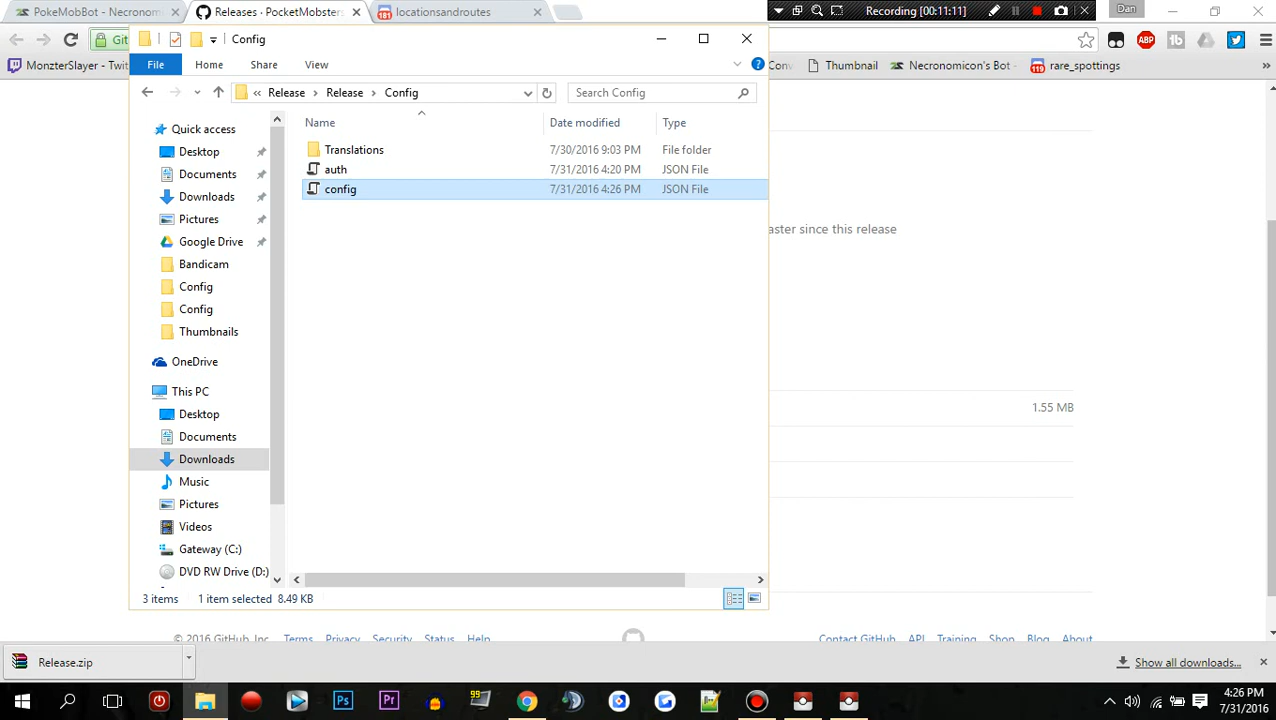 PokeMobBot - Necronom
Releases · PocketMobsters
locationsandroutes
Recording [00:11:11]
Dan
Config
Git
File
Home
Share
View
MonzterSlayer - Twit
Conv
Thumbnail
Necronomicon's Bot -
rare_spottings
»
« Release › Release › Config
Search Config
Name
Date modified
Type
Quick access
Desktop
Documents
Downloads
Pictures
Google Drive
Bandicam
Config
Config
Thumbnails
OneDrive
This PC
Desktop
Documents
Downloads
Music
Pictures
Videos
Gateway (C:)
DVD RW Drive (D:)
Translations 7/30/2016 9:03 PM File folder
auth 7/31/2016 4:20 PM JSON File
config 7/31/2016 4:26 PM JSON File
aster since this release
1.55 MB
3 items 1 item selected 8.49 KB
© 2016 GitHub, Inc. Terms Privacy Security Status Help
Contact GitHub API Training Shop Blog About
Release.zip
Show all downloads...
4:26 PM
7/31/2016